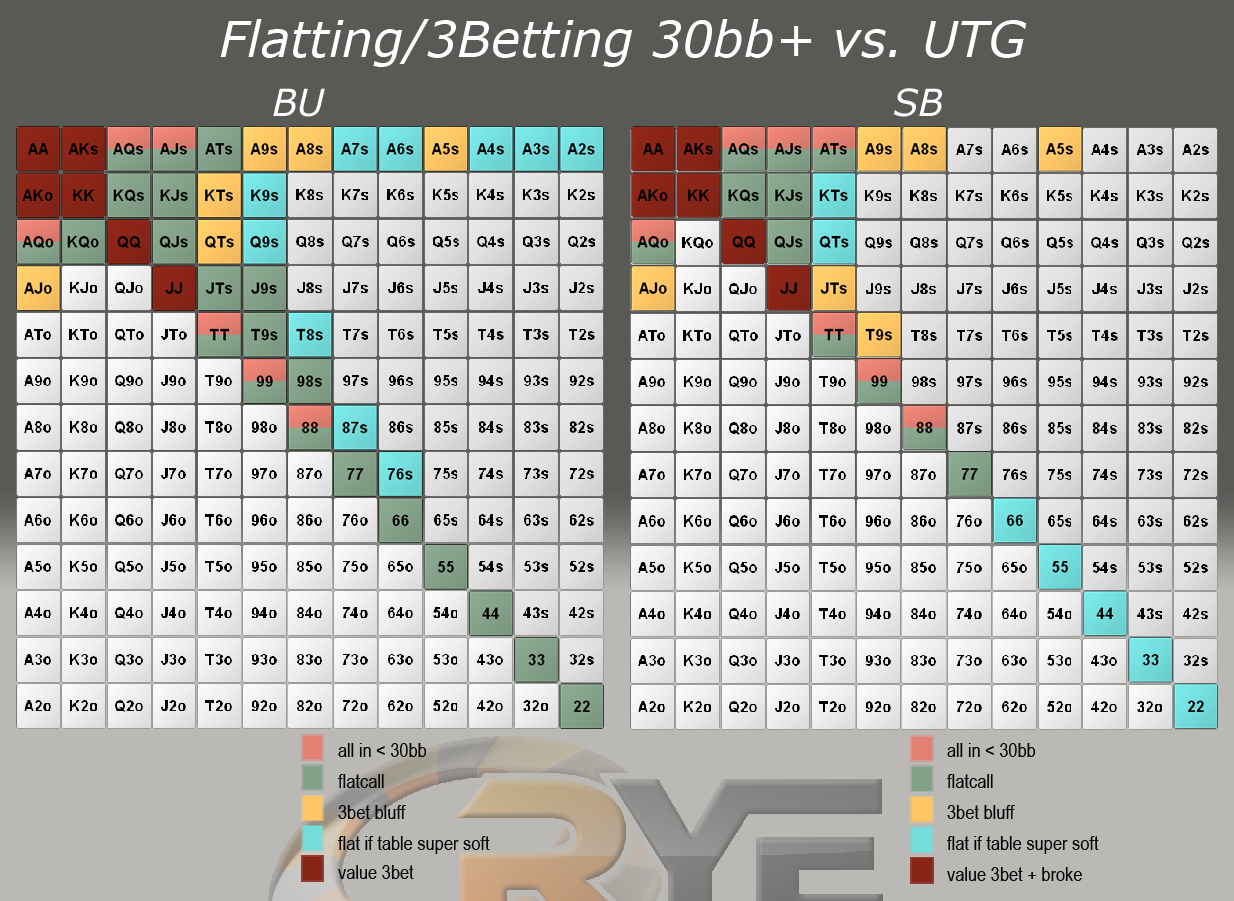 Flatting/3Betting 30bb+ vs. UTG
BU
SB
AA AKs AQs AJs ATs A9s A8s A7s A6s A5s A4s A3s A2s
AKo KK KQs KJs KTs K9s K8s K7s K6s K5s K4s K3s K2s
AQo KQo QQ QJs QTs Q9s Q8s Q7s Q6s Q5s Q4s Q3s Q2s
AJo KJo QJo JJ JTs J9s J8s J7s J6s J5s J4s J3s J2s
ATo KTo QTo JTo TT T9s T8s T7s T6s T5s T4s T3s T2s
A9o K9o Q9o J9o T9o 99 98s 97s 96s 95s 94s 93s 92s
A8o K8o Q8o J8o T8o 98o 88 87s 86s 85s 84s 83s 82s
A7o K7o Q7o J7o T7o 97o 87o 77 76s 75s 74s 73s 72s
A6o K6o Q6o J6o T6o 96o 86o 76o 66 65s 64s 63s 62s
A5o K5o Q5o J5o T5o 95o 85o 75o 65o 55 54s 53s 52s
A4o K4o Q4o J4o T4o 94o 84o 74o 64o 54o 44 43s 42s
A3o K3o Q3o J3o T3o 93o 83o 73o 63o 53o 43o 33 32s
A2o K2o Q2o J2o T2o 92o 82o 72o 62o 52o 42o 32o 22
all in < 30bb
flatcall
3bet bluff
flat if table super soft
value 3bet
AA AKs AQs AJs ATs A9s A8s A7s A6s A5s A4s A3s A2s
AKo KK KQs KJs KTs K9s K8s K7s K6s K5s K4s K3s K2s
AQo KQo QQ QJs QTs Q9s Q8s Q7s Q6s Q5s Q4s Q3s Q2s
AJo KJo QJo JJ JTs J9s J8s J7s J6s J5s J4s J3s J2s
ATo KTo QTo JTo TT T9s T8s T7s T6s T5s T4s T3s T2s
A9o K9o Q9o J9o T9o 99 98s 97s 96s 95s 94s 93s 92s
A8o K8o Q8o J8o T8o 98o 88 87s 86s 85s 84s 83s 82s
A7o K7o Q7o J7o T7o 97o 87o 77 76s 75s 74s 73s 72s
A6o K6o Q6o J6o T6o 96o 86o 76o 66 65s 64s 63s 62s
A5o K5o Q5o J5o T5o 95o 85o 75o 65o 55 54s 53s 52s
A4o K4o Q4o J4o T4o 94o 84o 74o 64o 54o 44 43s 42s
A3o K3o Q3o J3o T3o 93o 83o 73o 63o 53o 43o 33 32s
A2o K2o Q2o J2o T2o 92o 82o 72o 62o 52o 42o 32o 22
all in < 30bb
flatcall
3bet bluff
flat if table super soft
value 3bet + broke
RYE